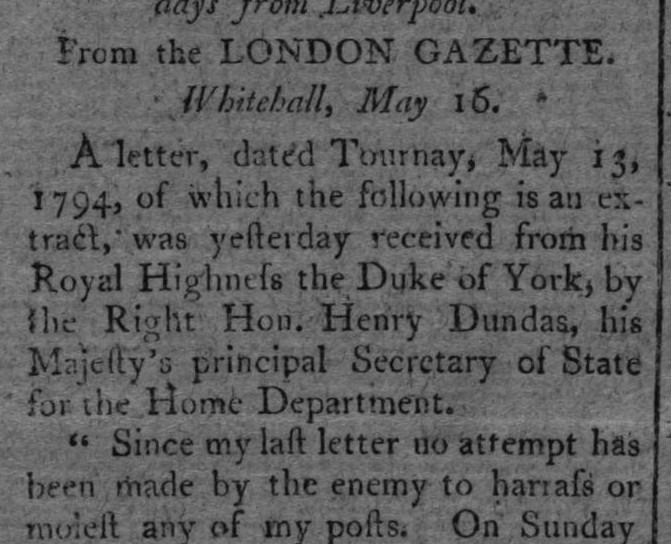 days from Liverpool.
From the LONDON GAZETTE.
Whitehall, May 16.
A letter, dated Tournay, May 13,
1794, of which the following is an ex-
tract, was yeſterday received from his
Royal Highneſs the Duke of York, by
the Right Hon. Henry Dundas, his
Majeſty's principal Secretary of State
for the Home Department.
“ Since my laſt letter no attempt has
been made by the enemy to harraſs or
moleſt any of my poſts. On Sunday